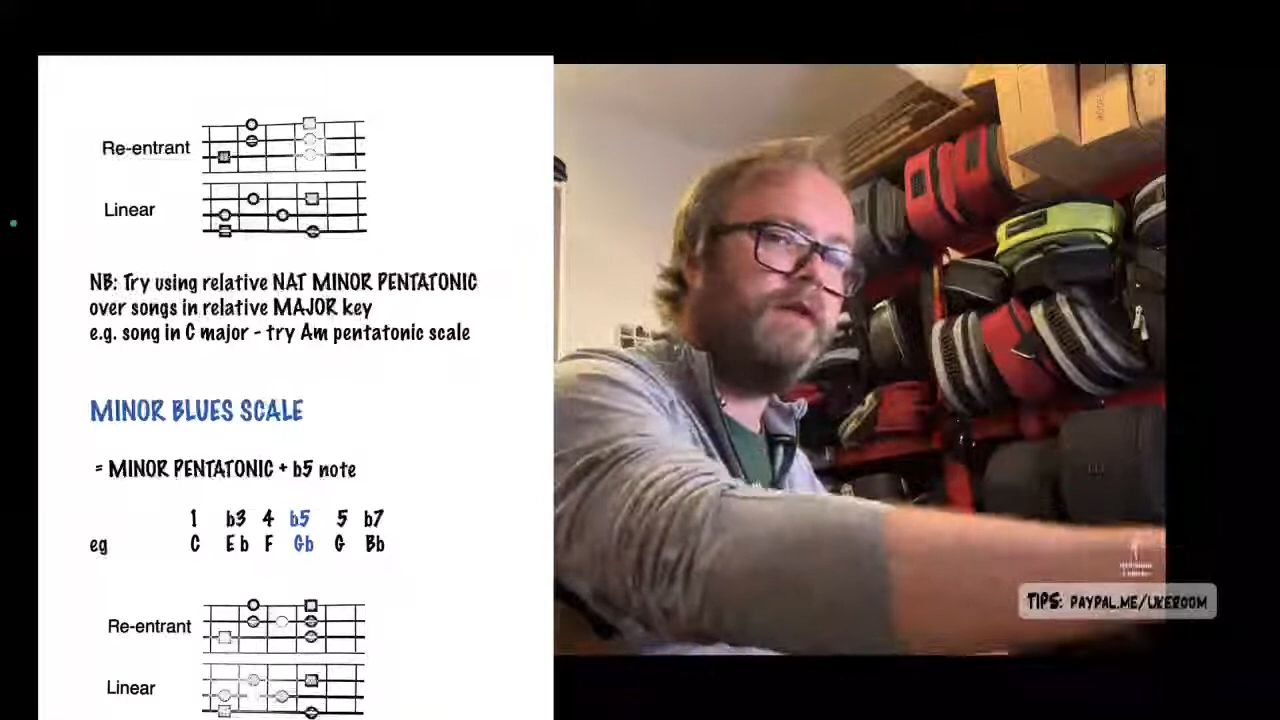 Re-entrant
Linear
NB: Try using relative NAT MINOR PENTATONIC
over songs in relative MAJOR key
e.g. song in C major - try Am pentatonic scale
MINOR BLUES SCALE
= MINOR PENTATONIC + b5 note
1 b3 4 b5 5 b7
eg C Eb F Gb G Bb
Re-entrant
Linear
TIPS: PAYPAL.ME/UKEROOM